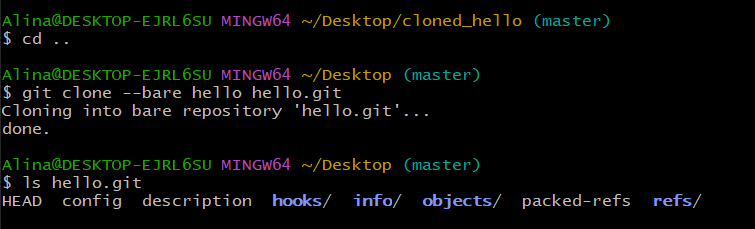 Alina@DESKTOP-EJRL6SU MINGW64 ~/Desktop/cloned_hello (master)
$ cd ..
Alina@DESKTOP-EJRL6SU MINGW64 ~/Desktop (master)
$ git clone --bare hello hello.git
Cloning into bare repository 'hello.git'...
done.
Alina@DESKTOP-EJRL6SU MINGW64 ~/Desktop (master)
$ ls hello.git
HEAD  config  description  hooks/  info/  objects/  packed-refs  refs/